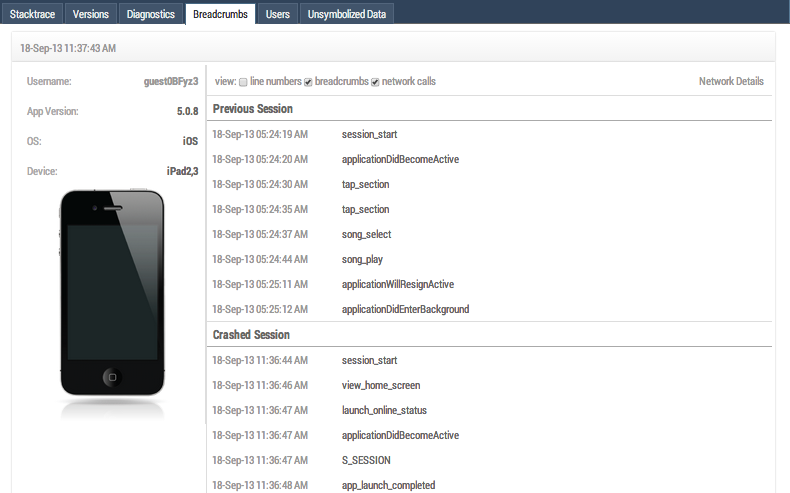 Stacktrace Versions Diagnostics Breadcrumbs Users Unsymbolized Data
18-Sep-13 11:37:43 AM
Username: guest0BFyz3
App Version: 5.0.8
OS: iOS
Device: iPad2,3
view: line numbers breadcrumbs network calls Network Details
Previous Session
18-Sep-13 05:24:19 AM session_start
18-Sep-13 05:24:20 AM applicationDidBecomeActive
18-Sep-13 05:24:30 AM tap_section
18-Sep-13 05:24:35 AM tap_section
18-Sep-13 05:24:37 AM song_select
18-Sep-13 05:24:44 AM song_play
18-Sep-13 05:25:11 AM applicationWillResignActive
18-Sep-13 05:25:12 AM applicationDidEnterBackground
Crashed Session
18-Sep-13 11:36:44 AM session_start
18-Sep-13 11:36:46 AM view_home_screen
18-Sep-13 11:36:47 AM launch_online_status
18-Sep-13 11:36:47 AM applicationDidBecomeActive
18-Sep-13 11:36:47 AM S_SESSION
18-Sep-13 11:36:48 AM app_launch_completed